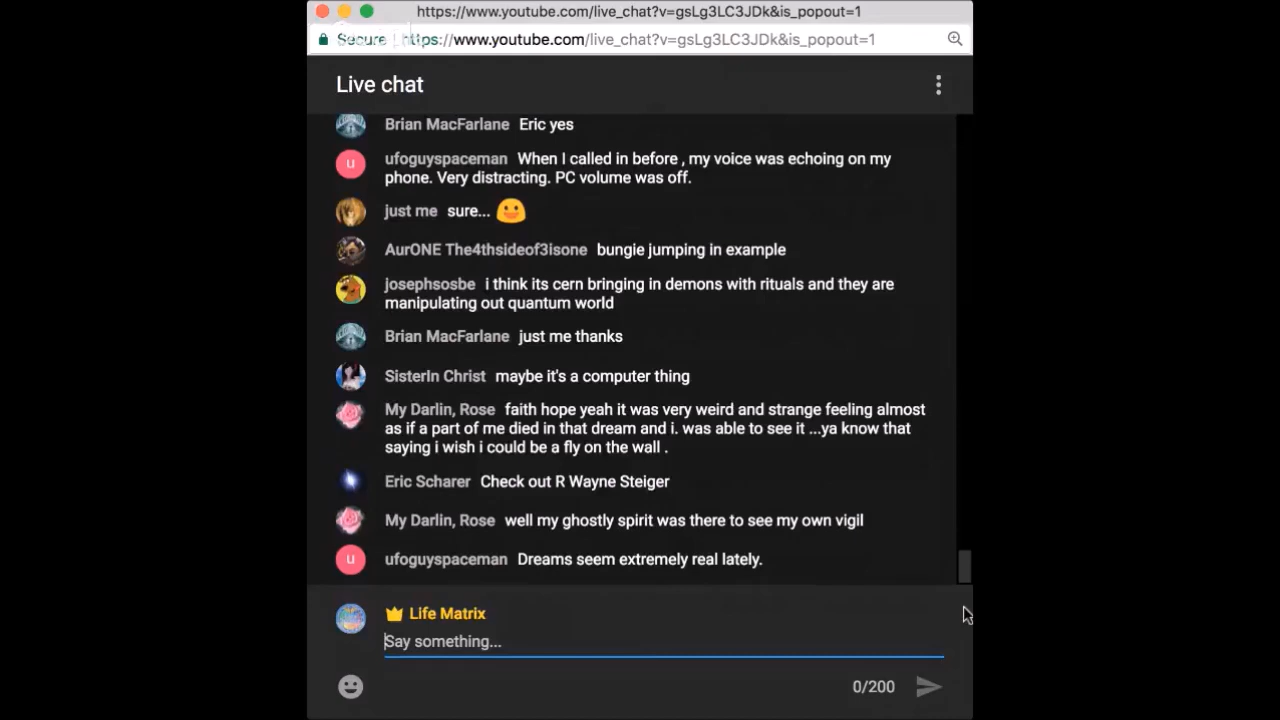 https://www.youtube.com/live_chat?v=gsLg3LC3JDk&is_popout=1
Secure https://www.youtube.com/live_chat?v=gsLg3LC3JDk&is_popout=1
Live chat
Brian MacFarlane Eric yes
ufoguyspaceman When I called in before , my voice was echoing on my
phone. Very distracting. PC volume was off.
just me sure...
AurONE The4thsideof3isone bungie jumping in example
josephsosbe i think its cern bringing in demons with rituals and they are
manipulating out quantum world
Brian MacFarlane just me thanks
SisterIn Christ maybe it's a computer thing
My Darlin, Rose faith hope yeah it was very weird and strange feeling almost
as if a part of me died in that dream and i. was able to see it ...ya know that
saying i wish i could be a fly on the wall .
Eric Scharer Check out R Wayne Steiger
My Darlin, Rose well my ghostly spirit was there to see my own vigil
u ufoguyspaceman Dreams seem extremely real lately.
Life Matrix
Say something...
0/200